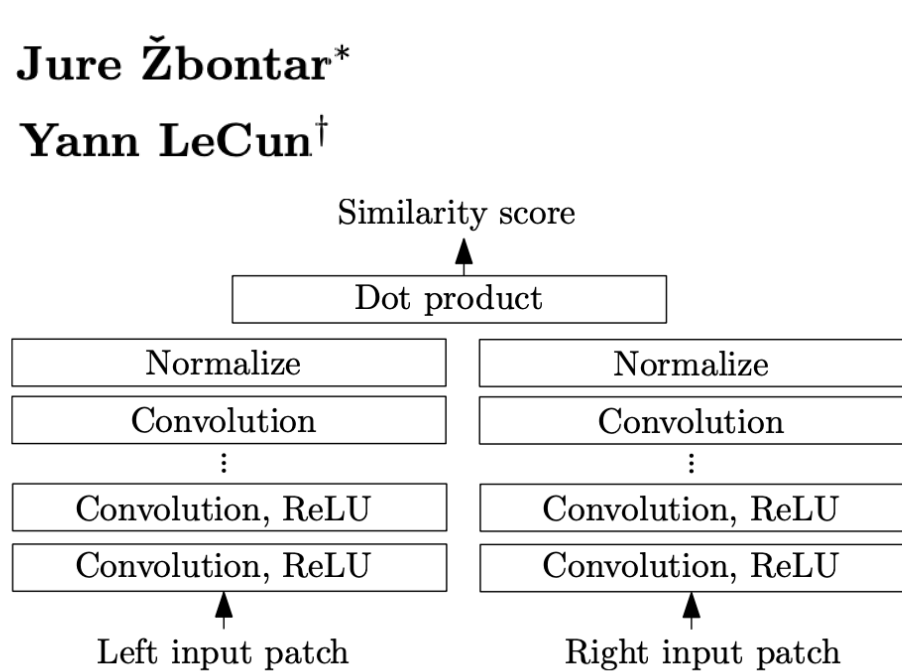 Jure Žbontar*
Yann LeCun†
Similarity score
Dot product
Normalize Normalize
Convolution Convolution
⋮ ⋮
Convolution, ReLU Convolution, ReLU
Convolution, ReLU Convolution, ReLU
Left input patch Right input patch